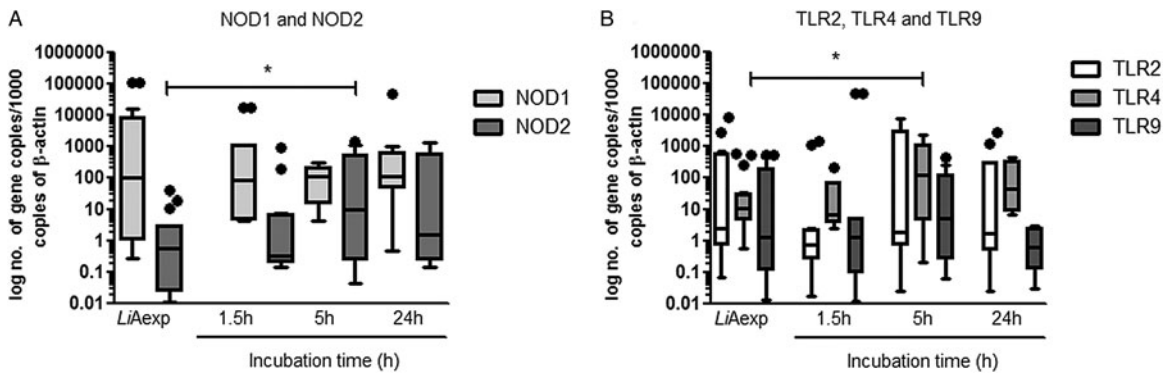 A
NOD1 and NOD2
log no. of gene copies/1000
copies of β-actin
1000000
100000
10000
1000
100
10
1
0.1
0.01
*
NOD1
NOD2
LiAexp
1.5h
5h
24h
Incubation time (h)
B
TLR2, TLR4 and TLR9
log no. of gene copies/1000
copies of β-actin
1000000
100000
10000
1000
100
10
1
0.1
0.01
*
TLR2
TLR4
TLR9
LiAexp
1.5h
5h
24h
Incubation time (h)